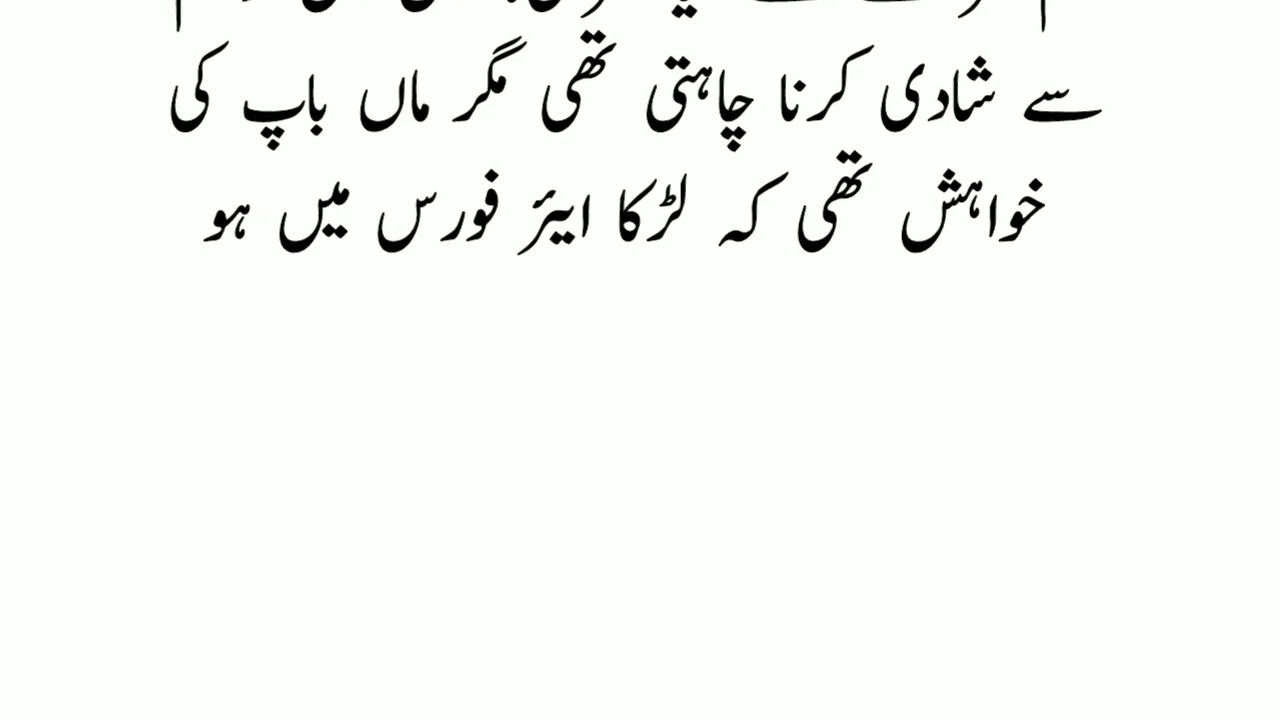 سے شادی کرنا چاہتی تھی مگر ماں باپ کی
خواہش تھی کہ لڑکا ایئر فورس میں ہو